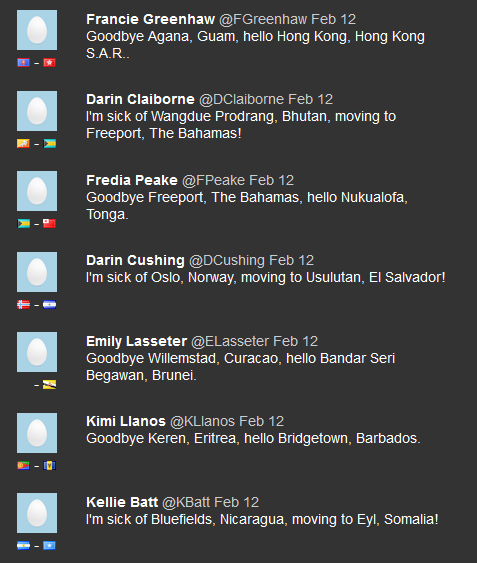 Francie Greenhaw @FGreenhaw Feb 12
Goodbye Agana, Guam, hello Hong Kong, Hong Kong
S.A.R..
-
Darin Claiborne @DClaiborne Feb 12
I'm sick of Wangdue Prodrang, Bhutan, moving to
Freeport, The Bahamas!
-
Fredia Peake @FPeake Feb 12
Goodbye Freeport, The Bahamas, hello Nukualofa,
Tonga.
-
Darin Cushing @DCushing Feb 12
I'm sick of Oslo, Norway, moving to Usulutan, El Salvador!
-
Emily Lasseter @ELasseter Feb 12
Goodbye Willemstad, Curacao, hello Bandar Seri
Begawan, Brunei.
-
Kimi Llanos @KLlanos Feb 12
Goodbye Keren, Eritrea, hello Bridgetown, Barbados.
-
Kellie Batt @KBatt Feb 12
I'm sick of Bluefields, Nicaragua, moving to Eyl, Somalia!
-